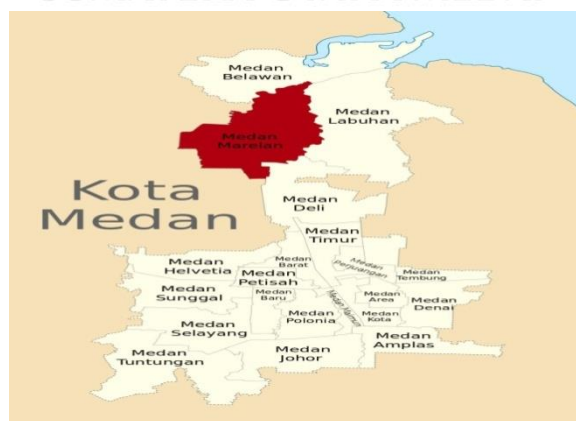 Medan
Belawan
Medan
Labuhan
Medan
Marelan
Kota
Medan
Medan
Deli
Medan
Timur
Medan
Helvetia
Medan
Barat
Medan
Perjuangan
Medan
Tembung
Medan
Petisah
Medan
Sunggal
Medan
Baru
Medan
Area
Medan
Denai
Medan Maimun
Medan
Polonia
Medan
Kota
Medan
Selayang
Medan
Amplas
Medan
Tuntungan
Medan
Johor